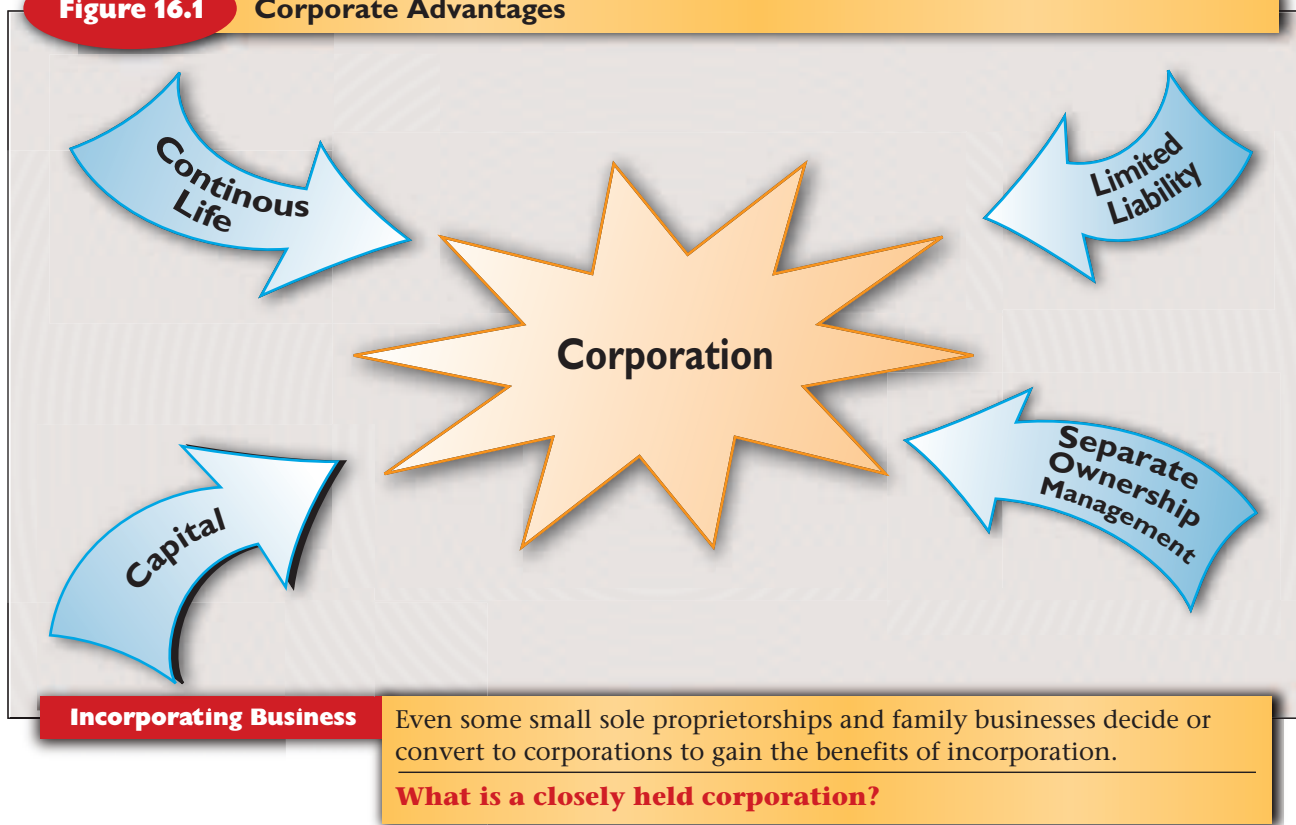 Figure 16.1 Corporate Advantages
Continous
Life
Limited
Liability
Corporation
Capital
Separate
Ownership
Management
Incorporating Business
Even some small sole proprietorships and family businesses decide or
convert to corporations to gain the benefits of incorporation.
What is a closely held corporation?